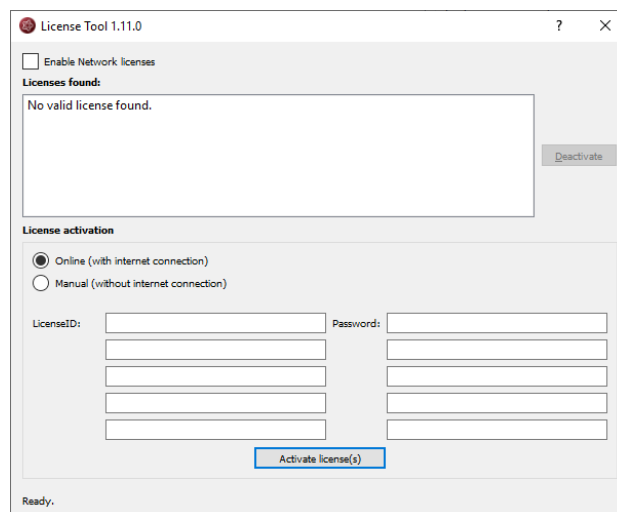 License Tool 1.11.0 ?
Enable Network licenses
Licenses found:
No valid license found.
Deactivate
License activation
Online (with internet connection)
Manual (without internet connection)
LicenseID: Password:
Activate license(s)
Ready.